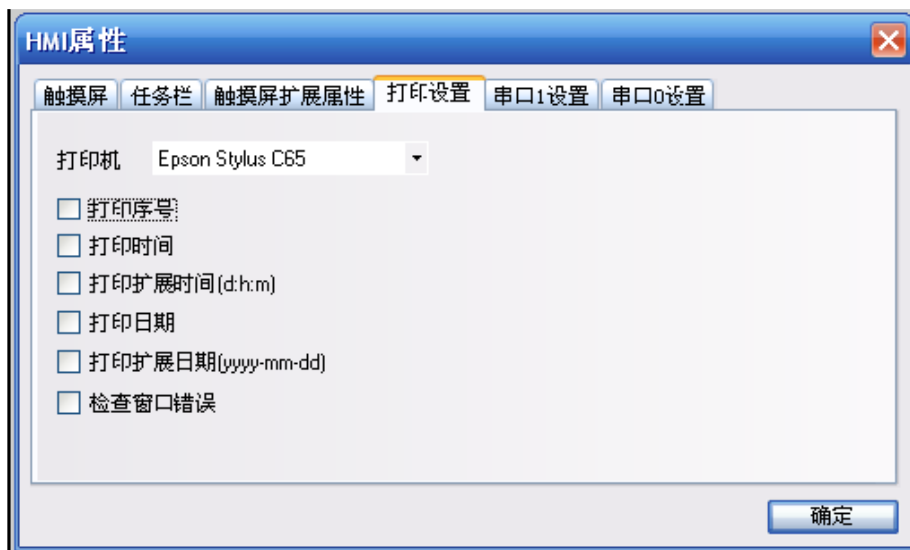 HMI属性
触摸屏 任务栏 触摸屏扩展属性 打印设置 串口1设置 串口0设置
打印机 Epson Stylus C65
打印序号
打印时间
打印扩展时间(d:h:m)
打印日期
打印扩展日期(yyyy-mm-dd)
检查窗口错误
确定